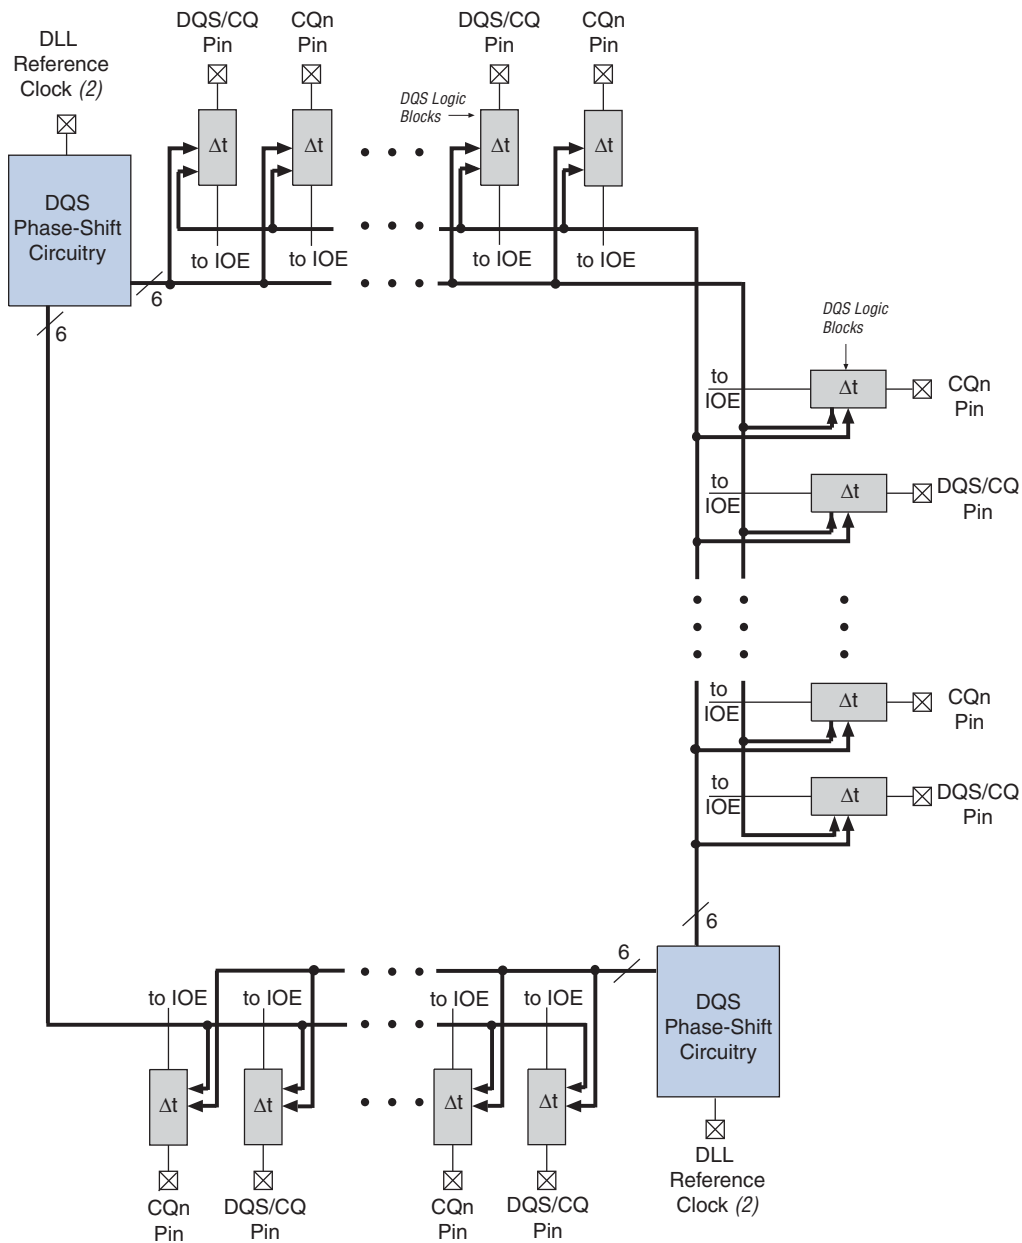 DQS/CQ
Pin
CQn
Pin
DQS/CQ
Pin
CQn
Pin
DLL
Reference
Clock (2)
DQS Logic
Blocks
Δt
Δt
Δt
Δt
DQS
Phase-Shift
Circuitry
to IOE
to IOE
to IOE
to IOE
6
6
DQS Logic
Blocks
to
IOE
Δt
CQn
Pin
to
IOE
Δt
DQS/CQ
Pin
to
IOE
Δt
CQn
Pin
to
IOE
Δt
DQS/CQ
Pin
6
6
to IOE
to IOE
to IOE
to IOE
DQS
Phase-Shift
Circuitry
Δt
Δt
Δt
Δt
DLL
Reference
Clock (2)
CQn
Pin
DQS/CQ
Pin
CQn
Pin
DQS/CQ
Pin